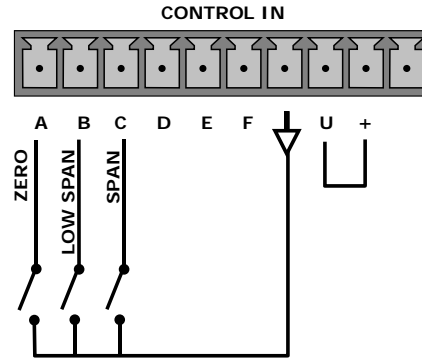 CONTROL IN
A B C D E F U +
ZERO
LOW SPAN
SPAN